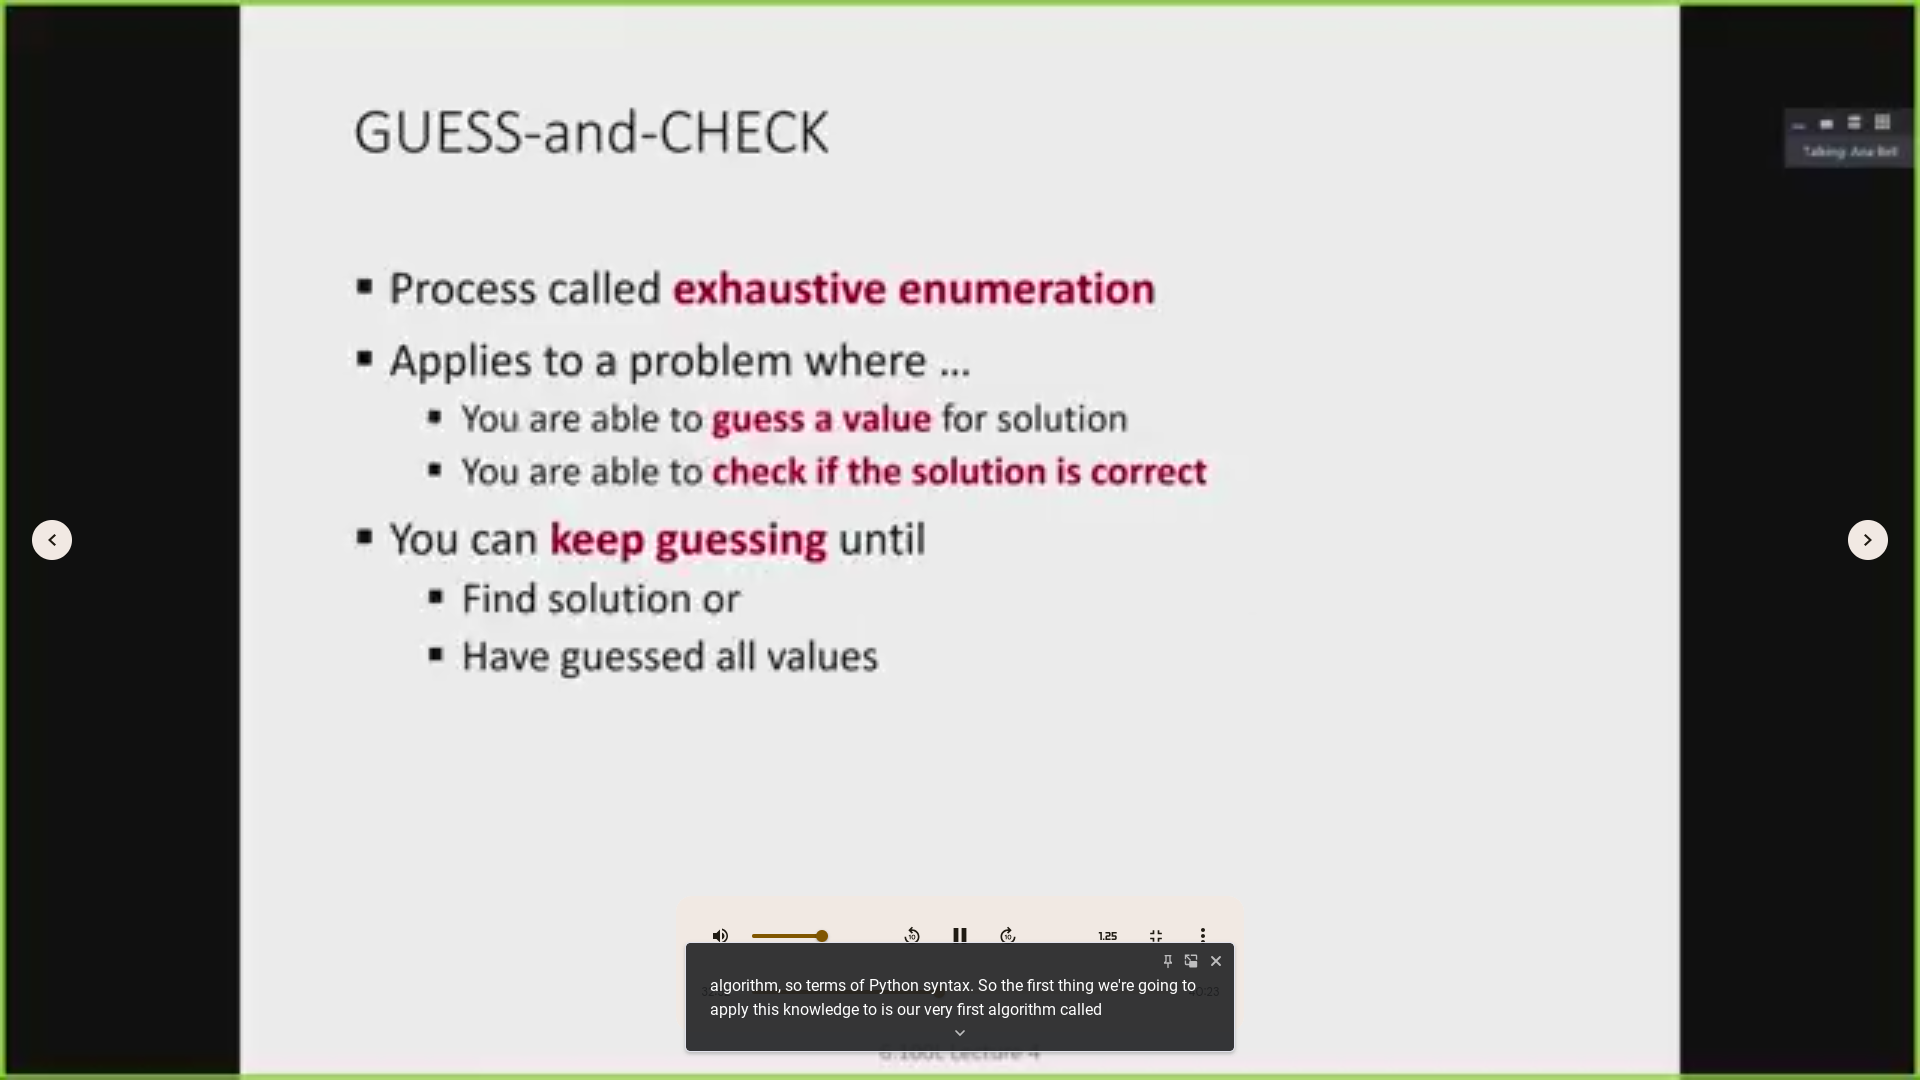 GUESS-and-CHECK
Talking: Ana Bell
▪ Process called exhaustive enumeration
▪ Applies to a problem where ...
▪ You are able to guess a value for solution
▪ You are able to check if the solution is correct
▪ You can keep guessing until
▪ Find solution or
▪ Have guessed all values
10
10
1.25
algorithm, so terms of Python syntax. So the first thing we're going to
apply this knowledge to is our very first algorithm called
6.100L Lecture 4